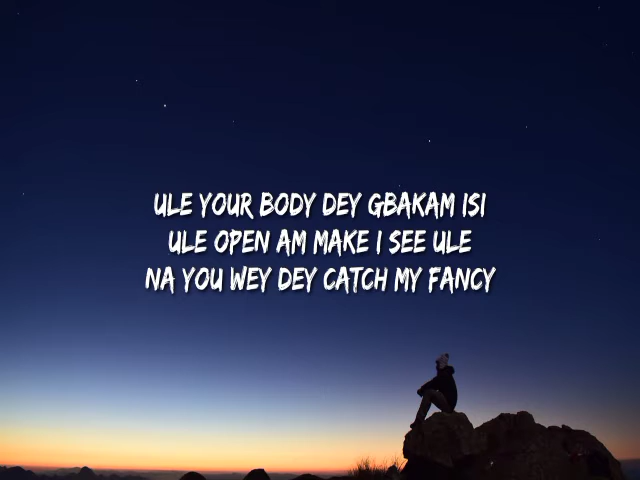 ULE YOUR BODY DEY GBAKAM ISI
ULE OPEN AM MAKE I SEE ULE
NA YOU WEY DEY CATCH MY FANCY